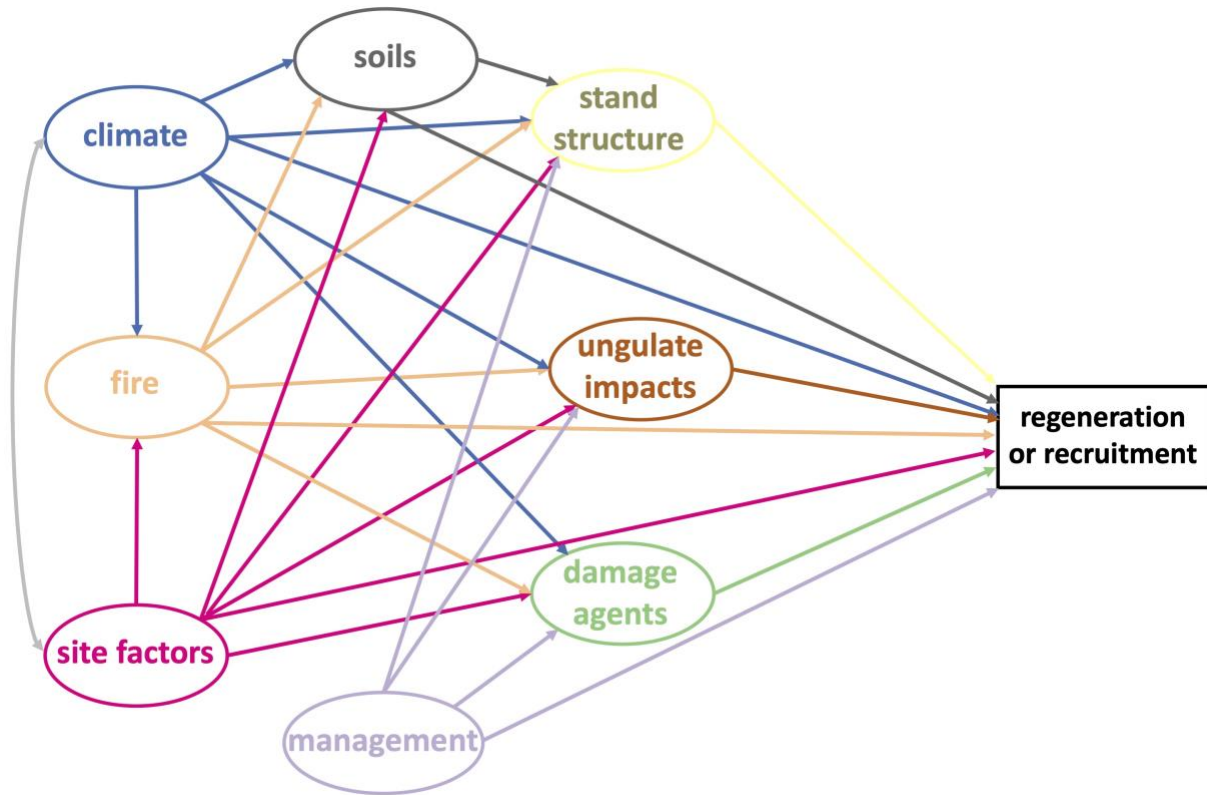 soils
stand
structure
climate
ungulate
impacts
fire
regeneration
or recruitment
damage
agents
site factors
management